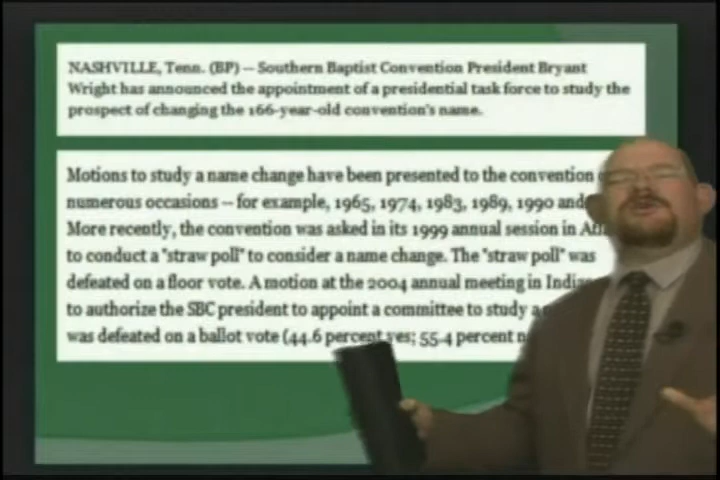 NASHVILLE, Tenn. (BP) -- Southern Baptist Convention President Bryant
Wright has announced the appointment of a presidential task force to study the
prospect of changing the 166-year-old convention's name.
Motions to study a name change have been presented to the convention
numerous occasions -- for example, 1965, 1974, 1983, 1989, 1990 and
More recently, the convention was asked in its 1999 annual session in
to conduct a "straw poll" to consider a name change. The "straw poll" was
defeated on a floor vote. A motion at the 2004 annual meeting in
to authorize the SBC president to appoint a committee to study a
was defeated on a ballot vote (44.6 percent yes; 55.4 percent